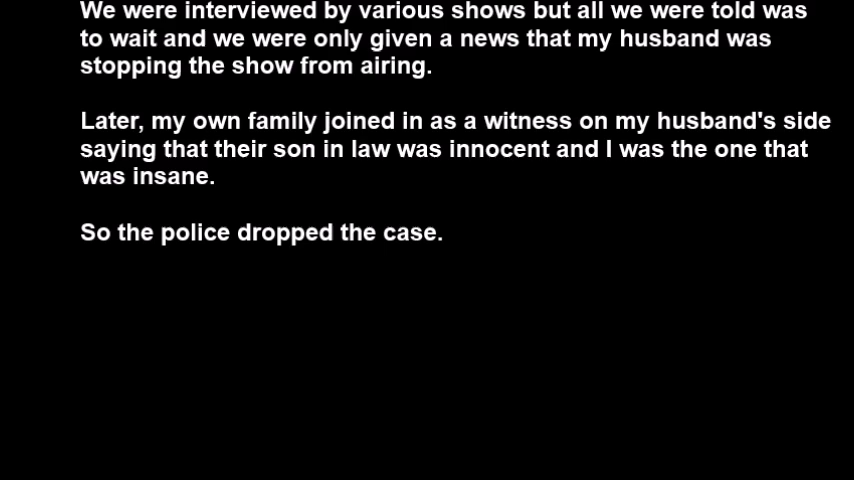 We were interviewed by various shows but all we were told was
to wait and we were only given a news that my husband was
stopping the show from airing.
Later, my own family joined in as a witness on my husband's side
saying that their son in law was innocent and I was the one that
was insane.
So the police dropped the case.